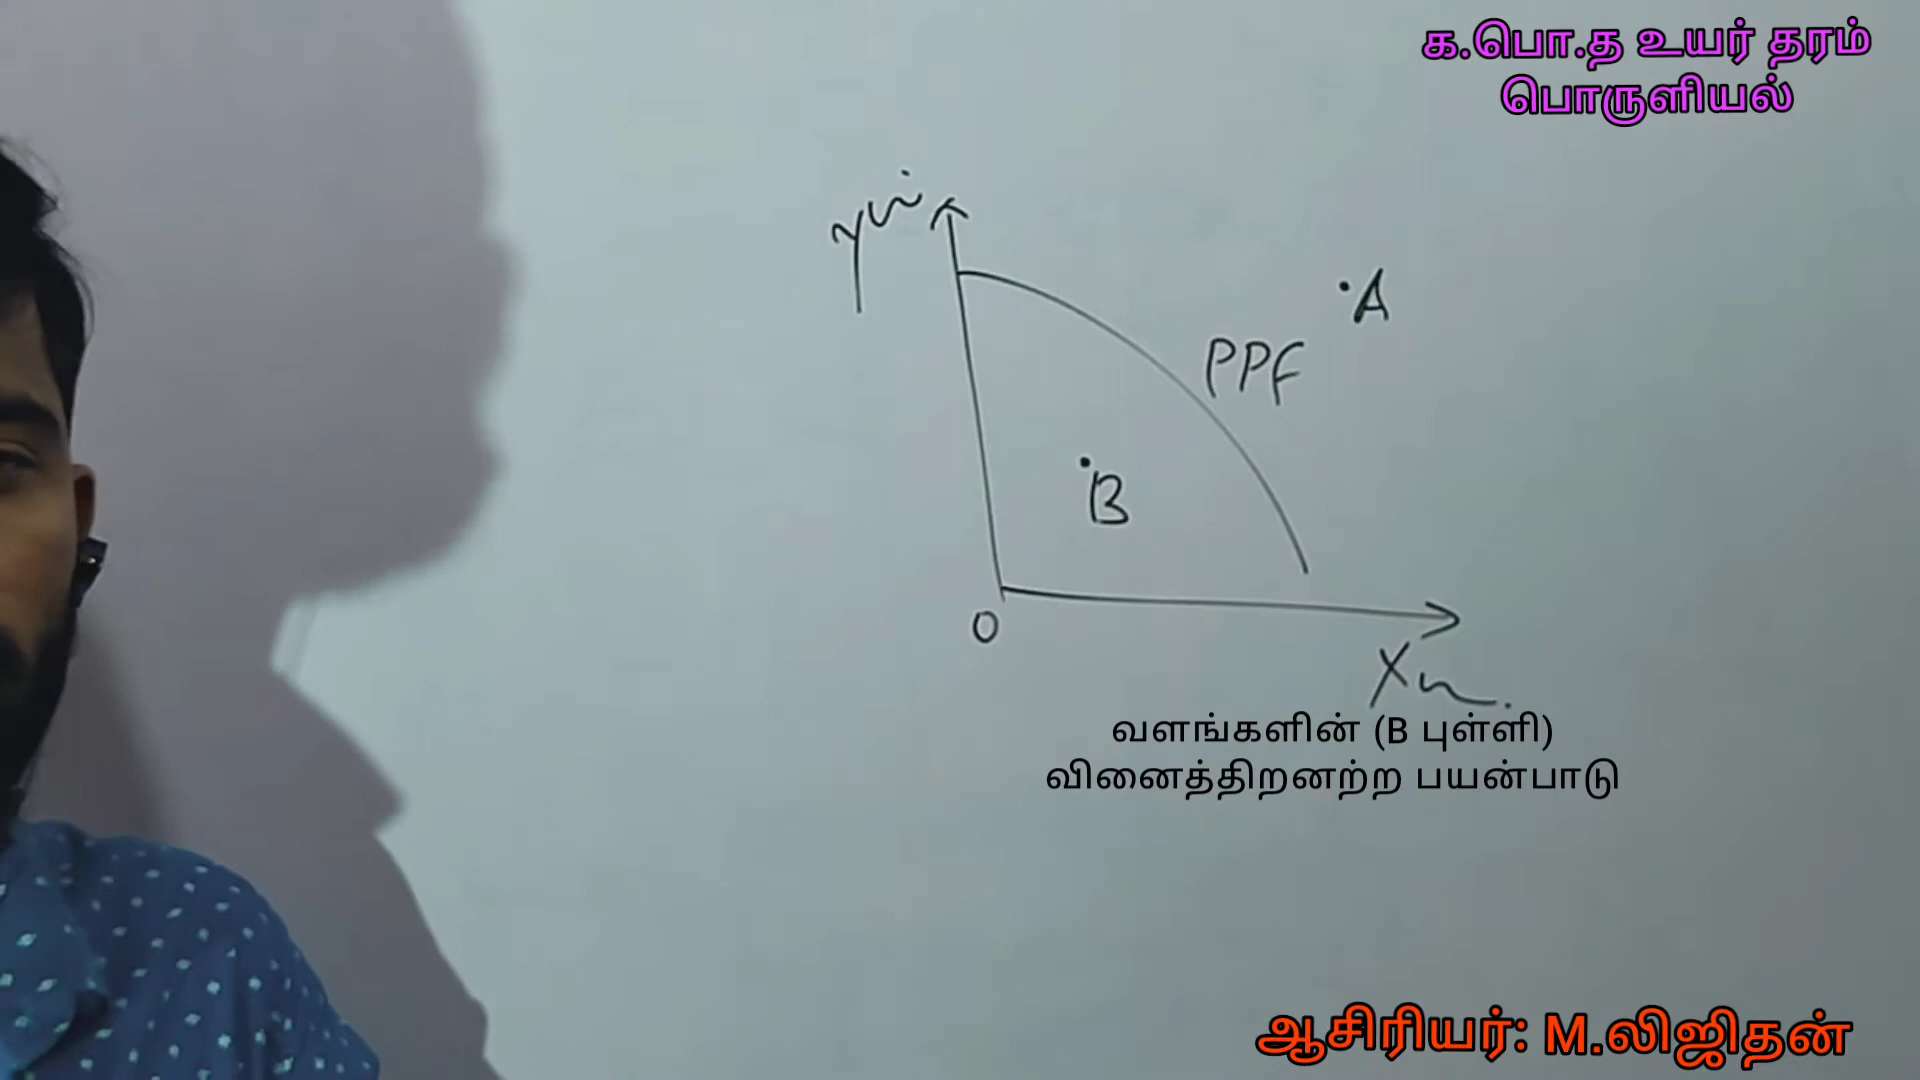 க.பொ.த உயர் தரம்
பொருளியல்
A
PPF
B
O
வளங்களின் (B புள்ளி)
வினைத்திறனற்ற பயன்பாடு
ஆசிரியர்: M.லிஜிதன்